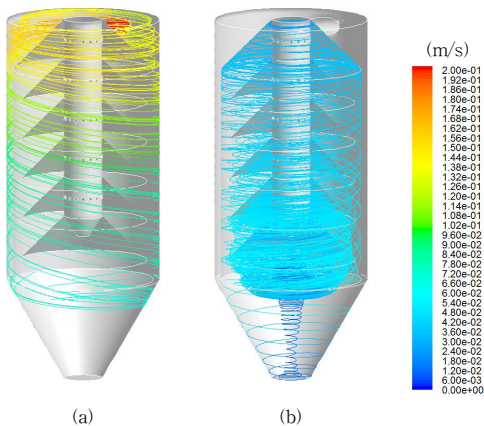 (m/s)
2.00e-01
1.92e-01
1.86e-01
1.80e-01
1.74e-01
1.68e-01
1.62e-01
1.56e-01
1.50e-01
1.44e-01
1.38e-01
1.32e-01
1.26e-01
1.20e-01
1.14e-01
1.08e-01
1.02e-01
9.60e-02
9.00e-02
8.40e-02
7.80e-02
7.20e-02
6.60e-02
6.00e-02
5.40e-02
4.80e-02
4.20e-02
3.60e-02
3.00e-02
2.40e-02
1.80e-02
1.20e-02
6.00e-03
0.00e+00
(a)
(b)